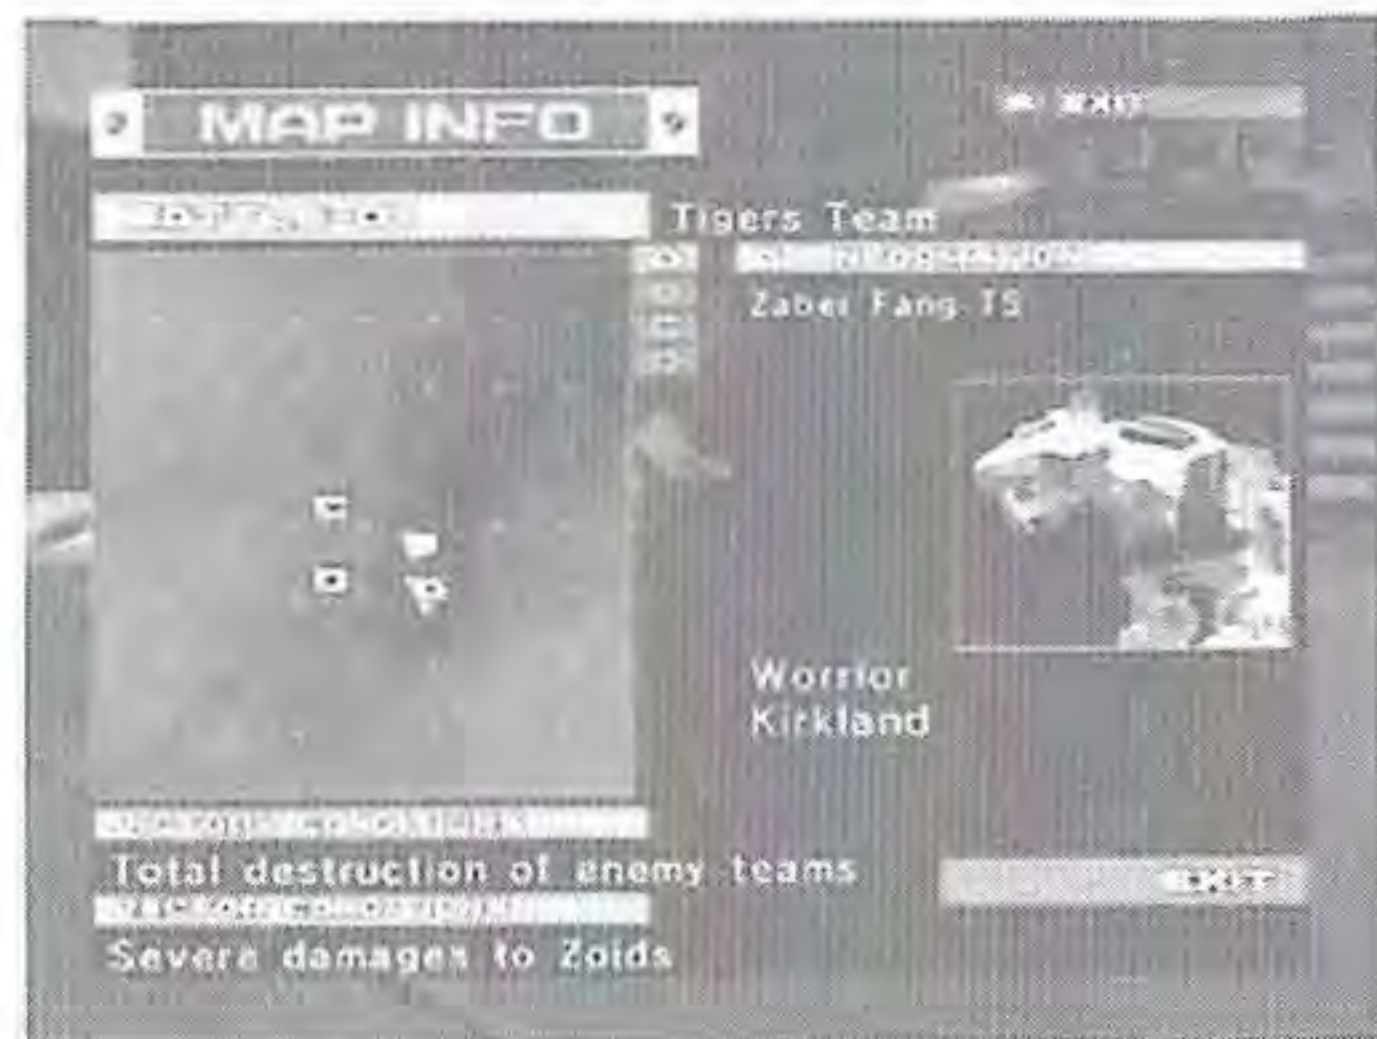 MAP INFO
EXIT
Tigers Team
Zaber Fang TS
Worrior
Kirkland
Total destruction of enemy teams
EXIT
Severe damages to Zoids